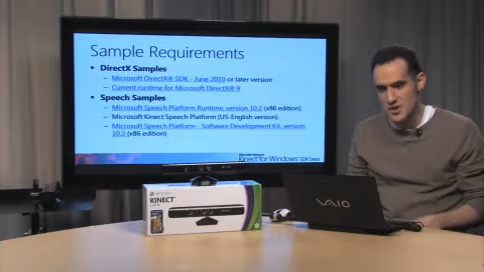 Sample Requirements
• DirectX Samples
– Microsoft DirectX® SDK - June 2010 or later version
– Current runtime for Microsoft DirectX® 9
• Speech Samples
– Microsoft Speech Platform Runtime, version 10.2 (x86 edition)
– Microsoft Kinect Speech Platform (US-English version)
– Microsoft Speech Platform - Software Development Kit, version
10.2 (x86 edition)
Kinect for Windows
KINECT
VAIO